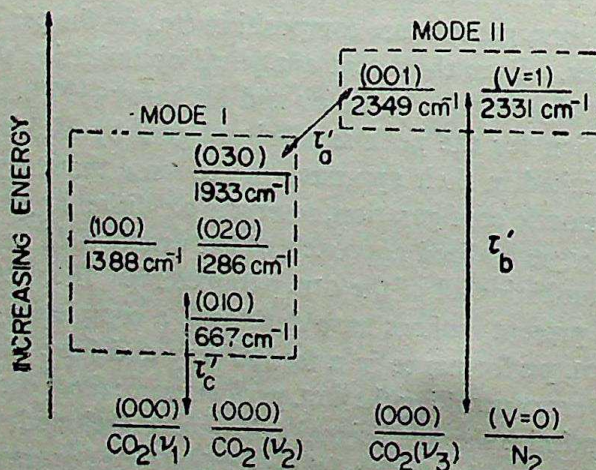 INCREASING ENERGY
MODE II
(001) (V=1)
2349 cm⁻¹ 2331 cm⁻¹
MODE I
τ'a
(030)
1933 cm⁻¹
(100) (020)
1388 cm⁻¹ 1286 cm⁻¹
τ'b
(010)
667 cm⁻¹
τ'c
(000) (000) (000) (V=0)
CO₂(ν₁) CO₂(ν₂) CO₂(ν₃) N₂